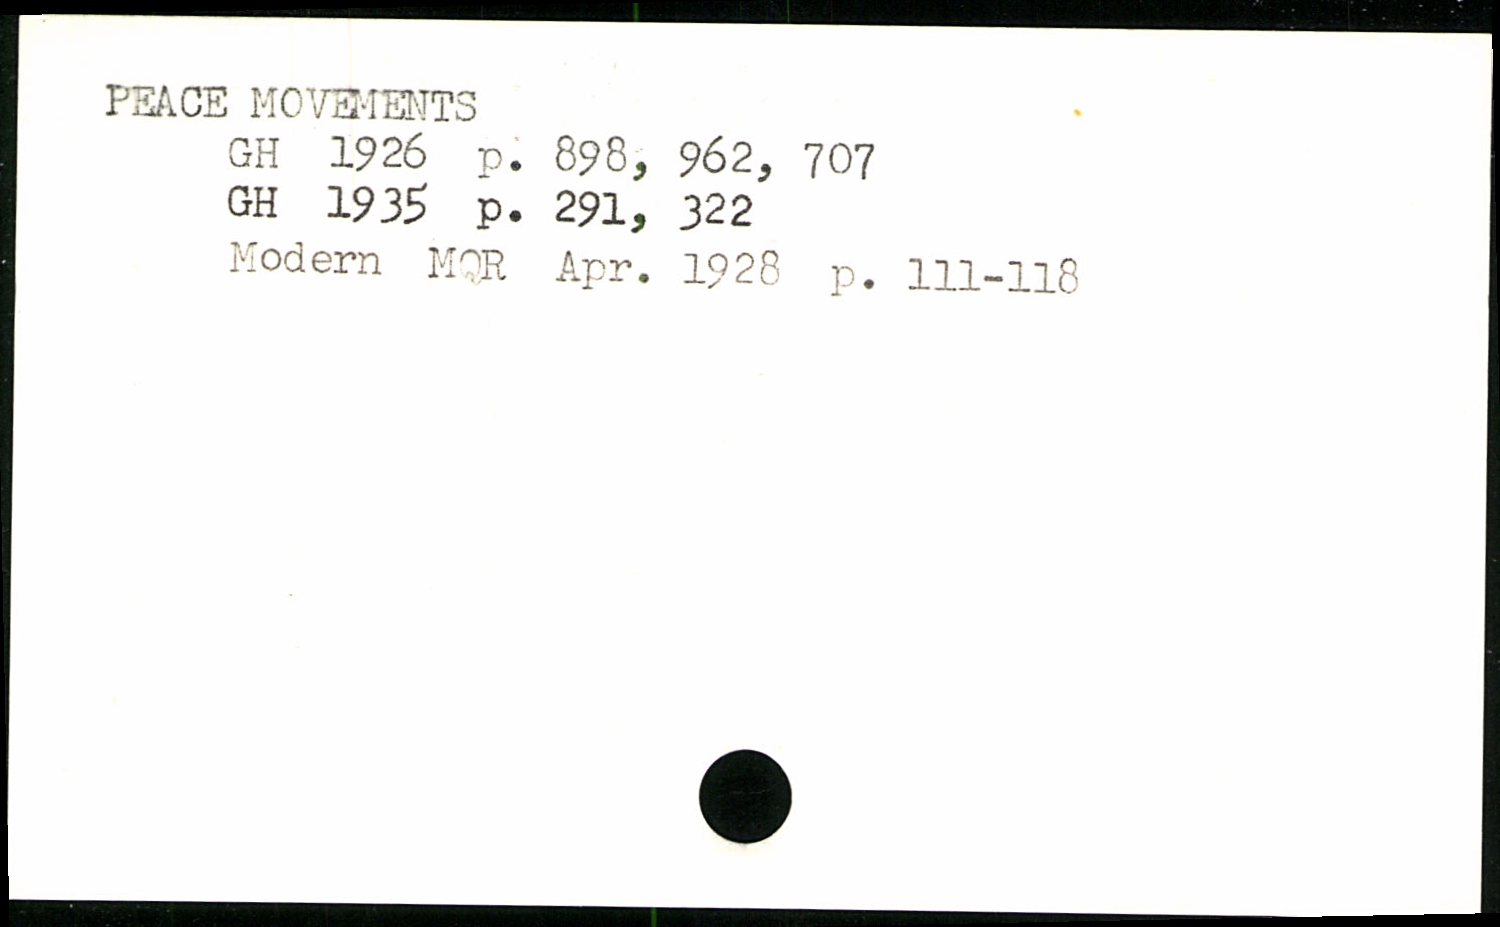 PEACE MOVEMENTS
GH 1926 p. 898, 962, 707
GH 1935 p. 291, 322
Modern MQR Apr. 1928 p. 111-118